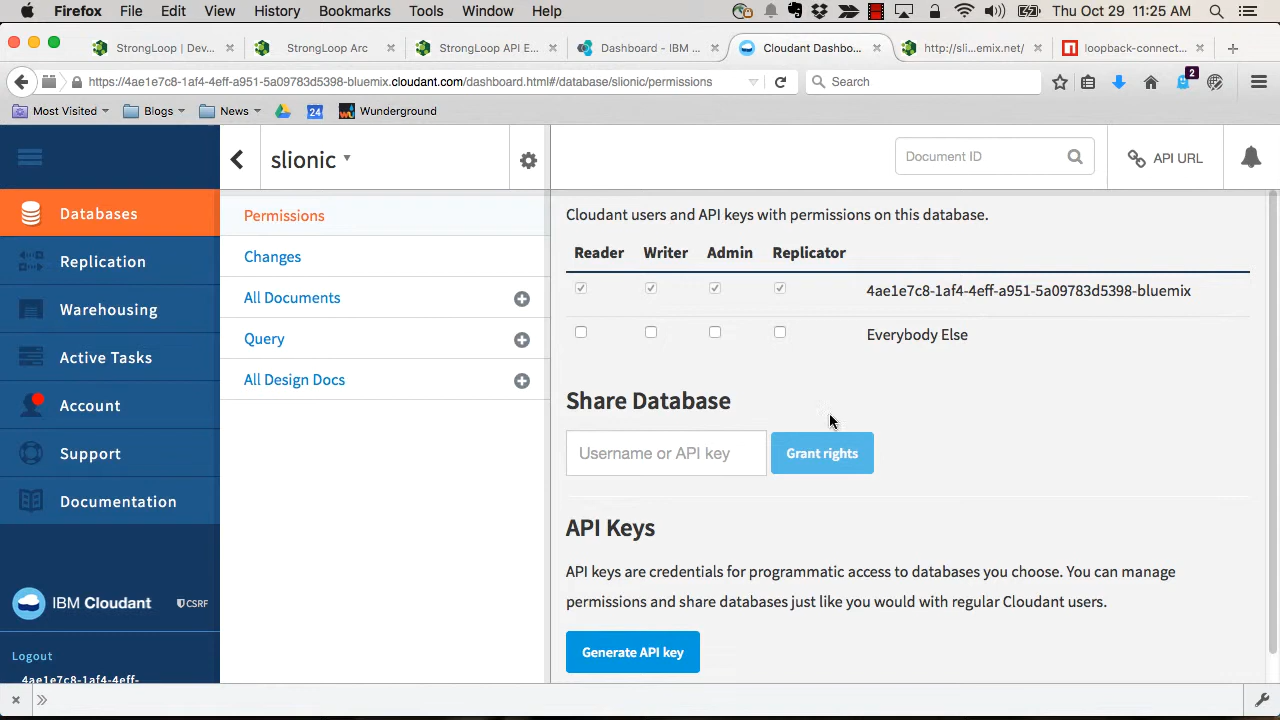 Firefox File Edit View History Bookmarks Tools Window Help Thu Oct 29 11:25 AM
StrongLoop | Dev... StrongLoop Arc StrongLoop API E... Dashboard - IBM ... Cloudant Dashbo... http://sli...emix.net/ loopback-connect...
https://4ae1e7c8-1af4-4eff-a951-5a09783d5398-bluemix.cloudant.com/dashboard.html#/database/slionic/permissions Search 2
Most Visited Blogs News 24 Wunderground
slionic Document ID API URL
Databases
Replication
Warehousing
Active Tasks
Account
Support
Documentation
IBM Cloudant CSRF
Logout
4ae1e7c8-1af4-4eff-
Permissions
Changes
All Documents
Query
All Design Docs
Cloudant users and API keys with permissions on this database.
Reader Writer Admin Replicator
4ae1e7c8-1af4-4eff-a951-5a09783d5398-bluemix
Everybody Else
Share Database
Username or API key Grant rights
API Keys
API keys are credentials for programmatic access to databases you choose. You can manage
permissions and share databases just like you would with regular Cloudant users.
Generate API key